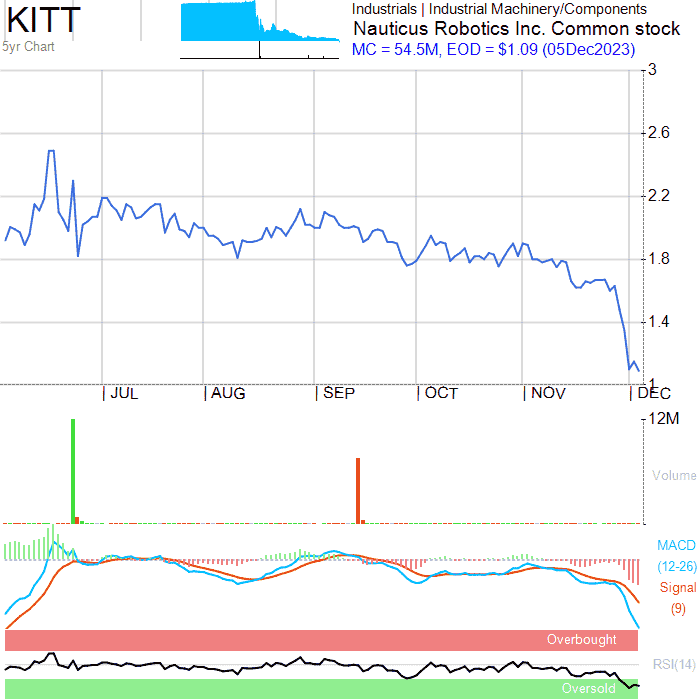 KITT
5yr Chart
Industrials | Industrial Machinery/Components
Nauticus Robotics Inc. Common stock
MC = 54.5M, EOD = $1.09 (05Dec2023)
3
2.6
2.2
1.8
1.4
1
JUL AUG SEP OCT NOV DEC
12M
Volume
MACD
(12-26)
Signal
(9)
Overbought
RSI(14)
Oversold